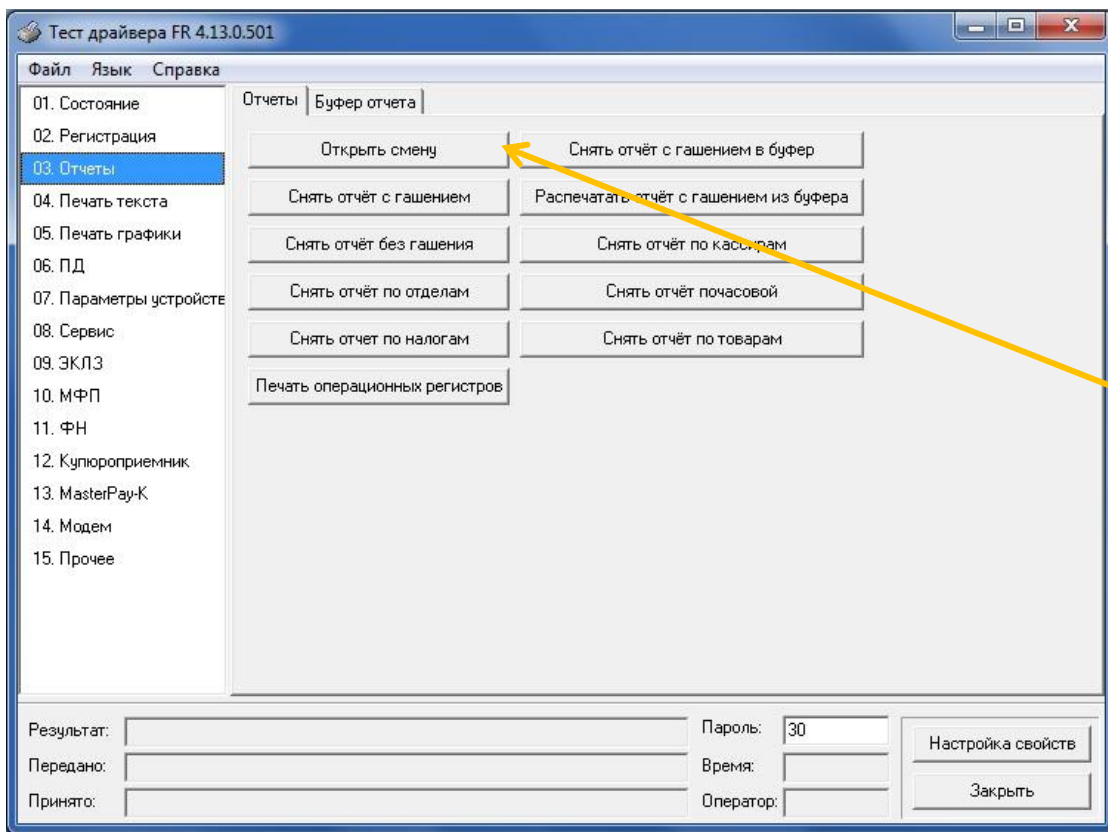 Тест драйвера FR 4.13.0.501
Файл Язык Справка
01. Состояние
02. Регистрация
03. Отчеты
04. Печать текста
05. Печать графики
06. ПД
07. Параметры устройств
08. Сервис
09. ЭКЛЗ
10. МФП
11. ФН
12. Купюроприемник
13. MasterPay-K
14. Модем
15. Прочее
Отчеты Буфер отчета
Открыть смену Снять отчёт с гашением в буфер
Снять отчёт с гашением Распечатать отчёт с гашением из буфера
Снять отчёт без гашения Снять отчёт по кассирам
Снять отчёт по отделам Снять отчёт почасовой
Снять отчет по налогам Снять отчёт по товарам
Печать операционных регистров
Результат: Пароль: 30 Настройка свойств
Передано: Время:
Принято: Оператор: Закрыть